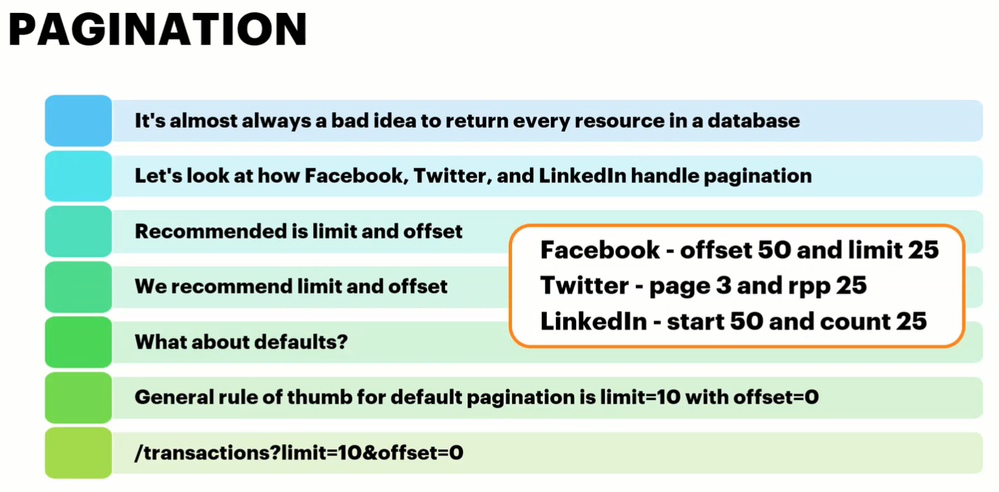 PAGINATION
It's almost always a bad idea to return every resource in a database
Let's look at how Facebook, Twitter, and LinkedIn handle pagination
Recommended is limit and offset
We recommend limit and offset
What about defaults?
Facebook - offset 50 and limit 25
Twitter - page 3 and rpp 25
LinkedIn - start 50 and count 25
General rule of thumb for default pagination is limit=10 with offset=0
/transactions?limit=10&offset=0